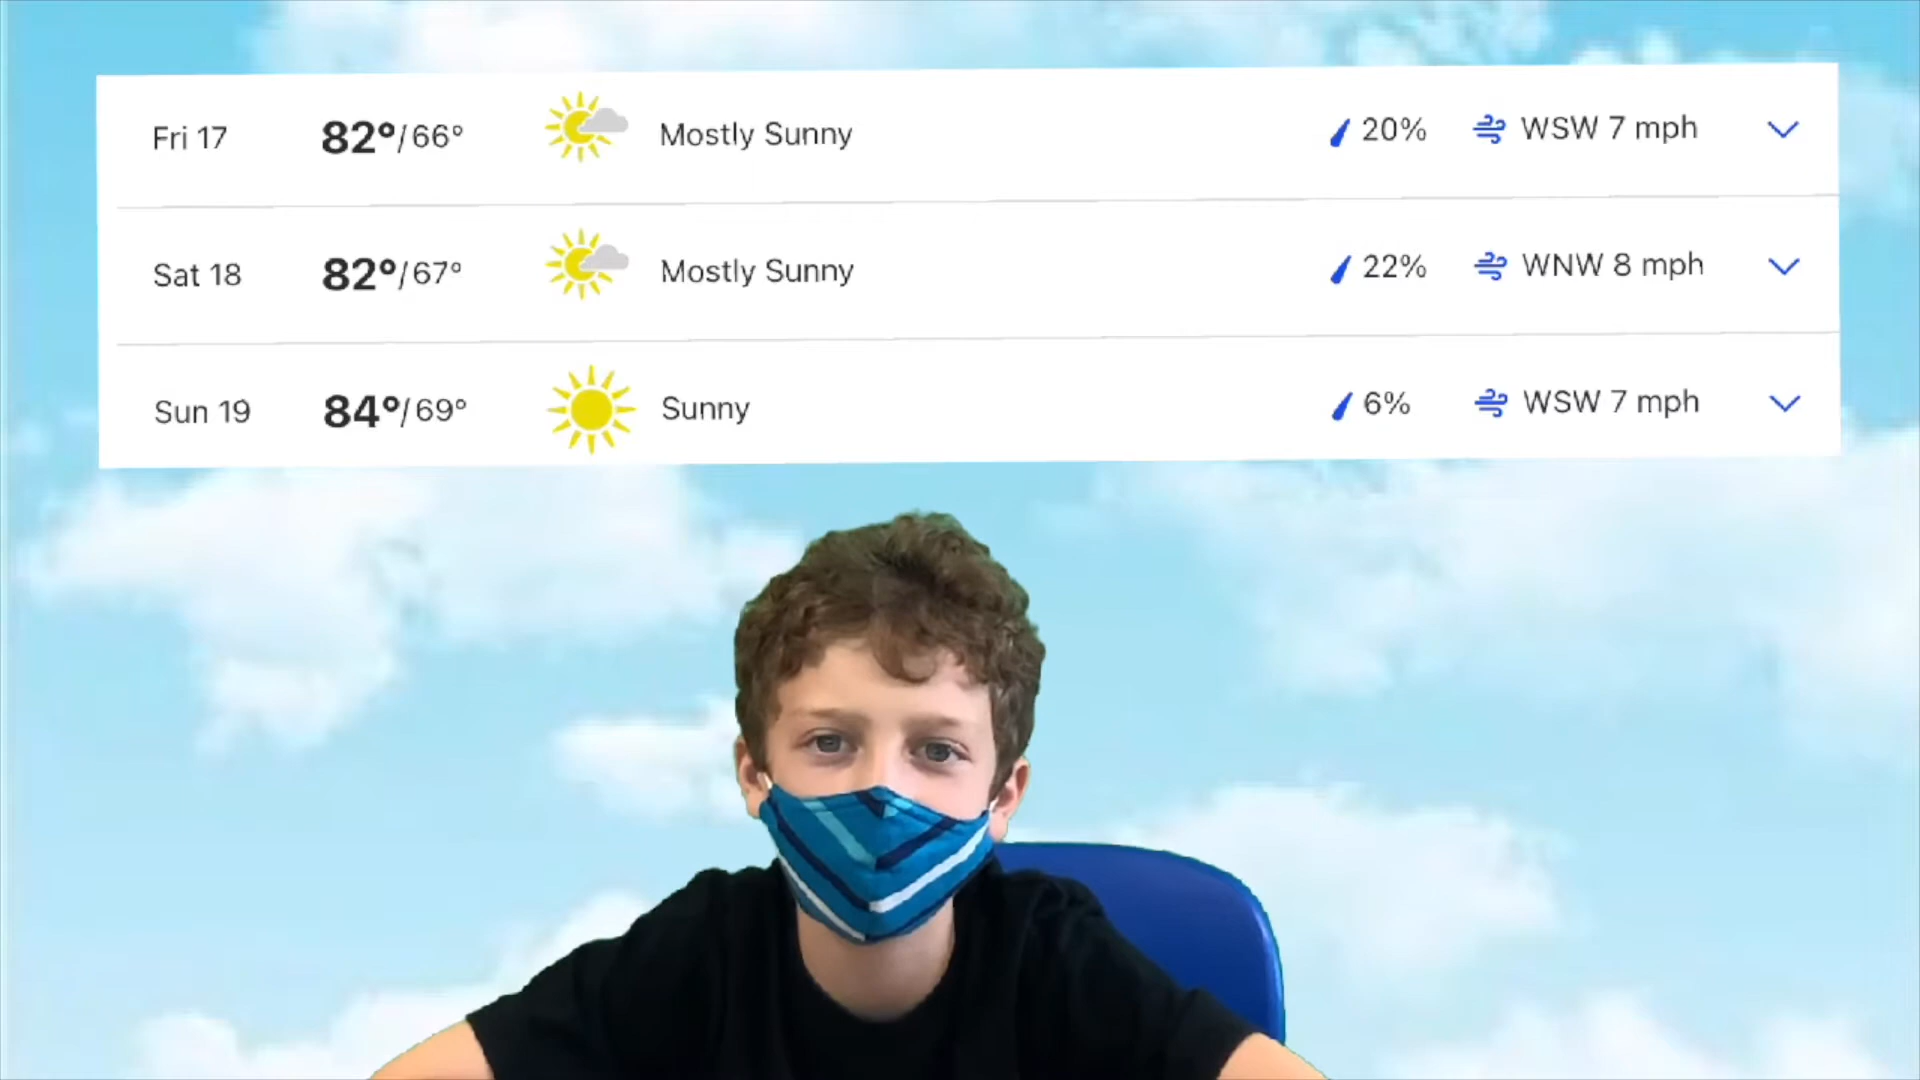 Fri 17 82°/66° Mostly Sunny 20% WSW 7 mph
Sat 18 82°/67° Mostly Sunny 22% WNW 8 mph
Sun 19 84°/69° Sunny 6% WSW 7 mph